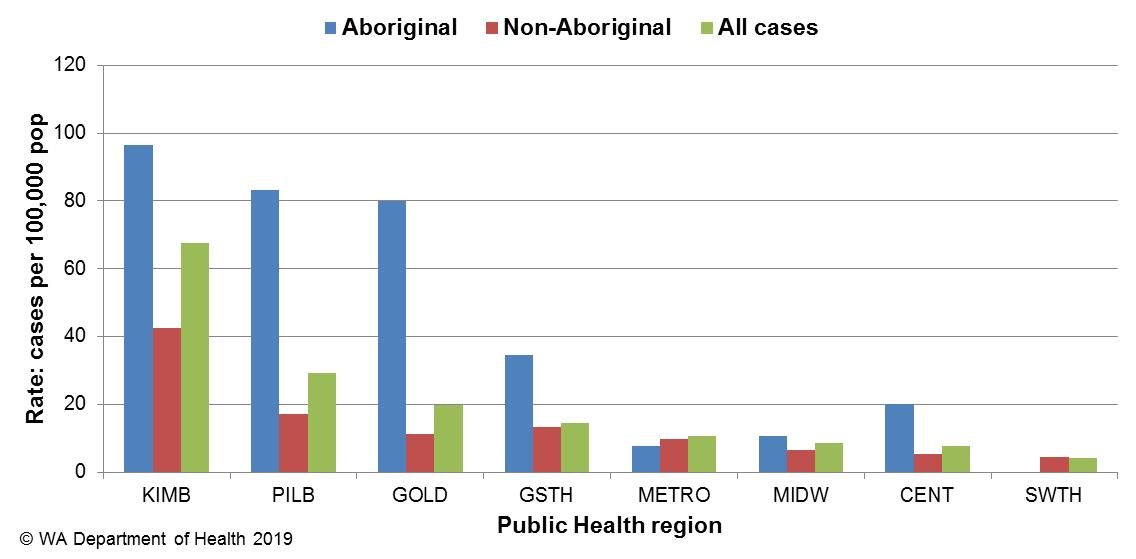 Aboriginal Non-Aboriginal All cases
120
100
80
60
40
20
0
Rate: cases per 100,000 pop
KIMB PILB GOLD GSTH METRO MIDW CENT SWTH
Public Health region
© WA Department of Health 2019